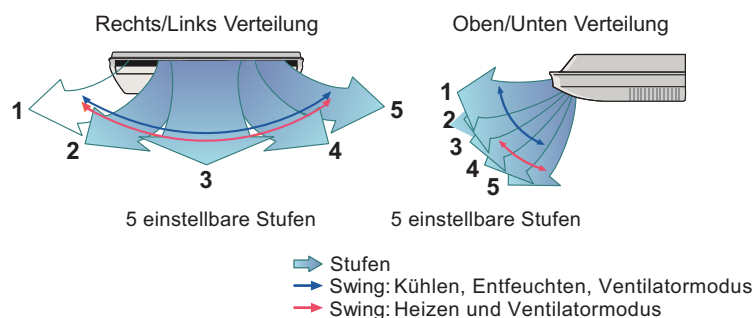 Rechts/Links Verteilung
Oben/Unten Verteilung
1
2
3
4
5
1
2
3
4
5
5 einstellbare Stufen
5 einstellbare Stufen
Stufen
Swing: Kühlen, Entfeuchten, Ventilatormodus
Swing: Heizen und Ventilatormodus